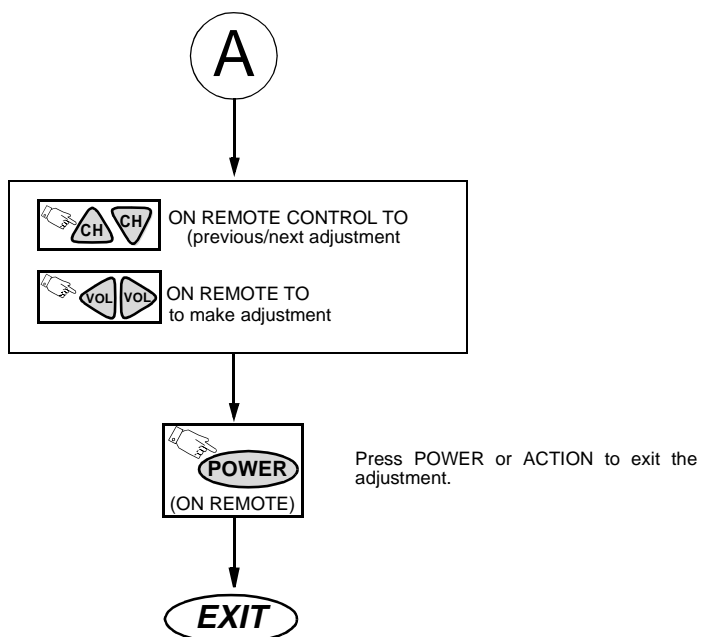 A
CH CH ON REMOTE CONTROL TO
(previous/next adjustment
VOL VOL ON REMOTE TO
to make adjustment
POWER
(ON REMOTE)
Press POWER or ACTION to exit the
adjustment.
EXIT